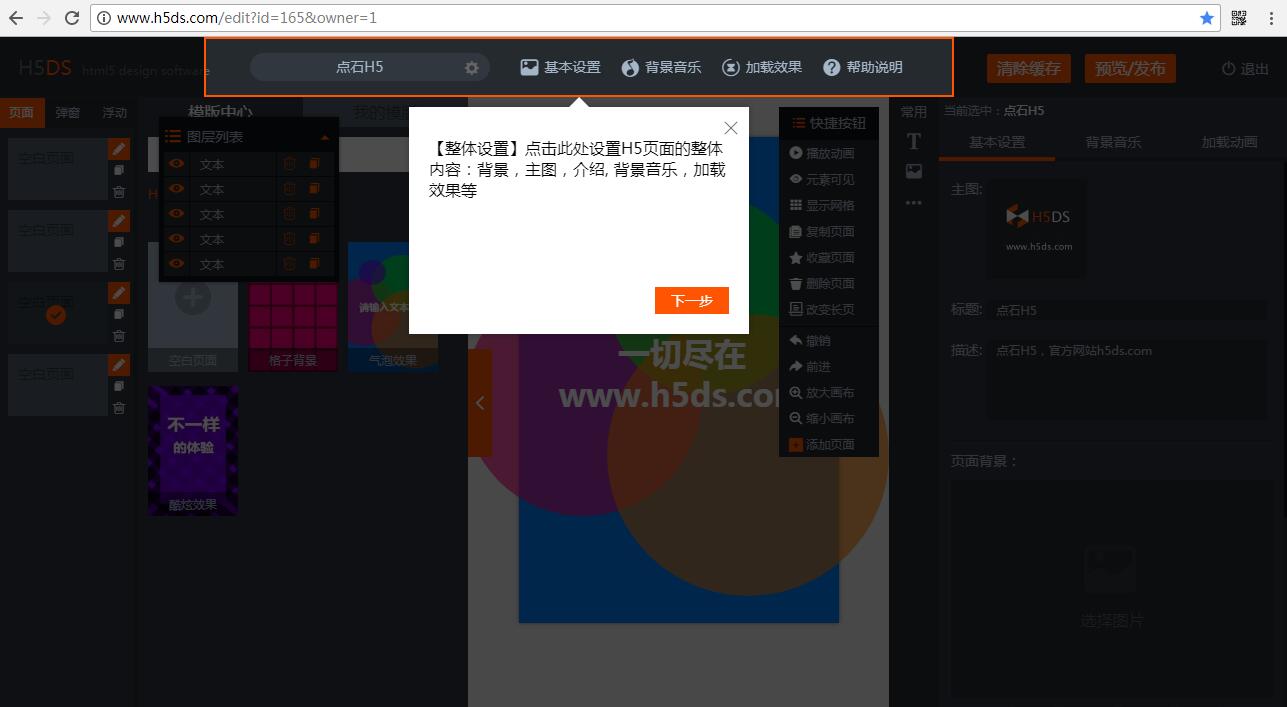 www.h5ds.com/edit?id=165&owner=1
H5DS html5 design software
点石H5
基本设置
背景音乐
加载效果
帮助说明
清除缓存
预览/发布
退出
页面
弹窗
浮动
空白页面
空白页面
空白页面
空白页面
模版中心
图层列表
文本
文本
文本
文本
文本
空白页面
格子背景
请输入文本
气泡效果
不一样
的体验
酷炫效果
【整体设置】点击此处设置H5页面的整体
内容：背景，主图，介绍, 背景音乐，加载
效果等
下一步
一切尽在
www.h5ds.com
快捷按钮
播放动画
元素可见
显示网格
复制页面
收藏页面
删除页面
改变长页
撤销
前进
放大画布
缩小画布
添加页面
常用
当前选中：点石H5
基本设置
背景音乐
加载动画
主图:
H5DS
www.h5ds.com
标题:
点石H5
描述:
点石H5，官方网站h5ds.com
页面背景：
选择图片